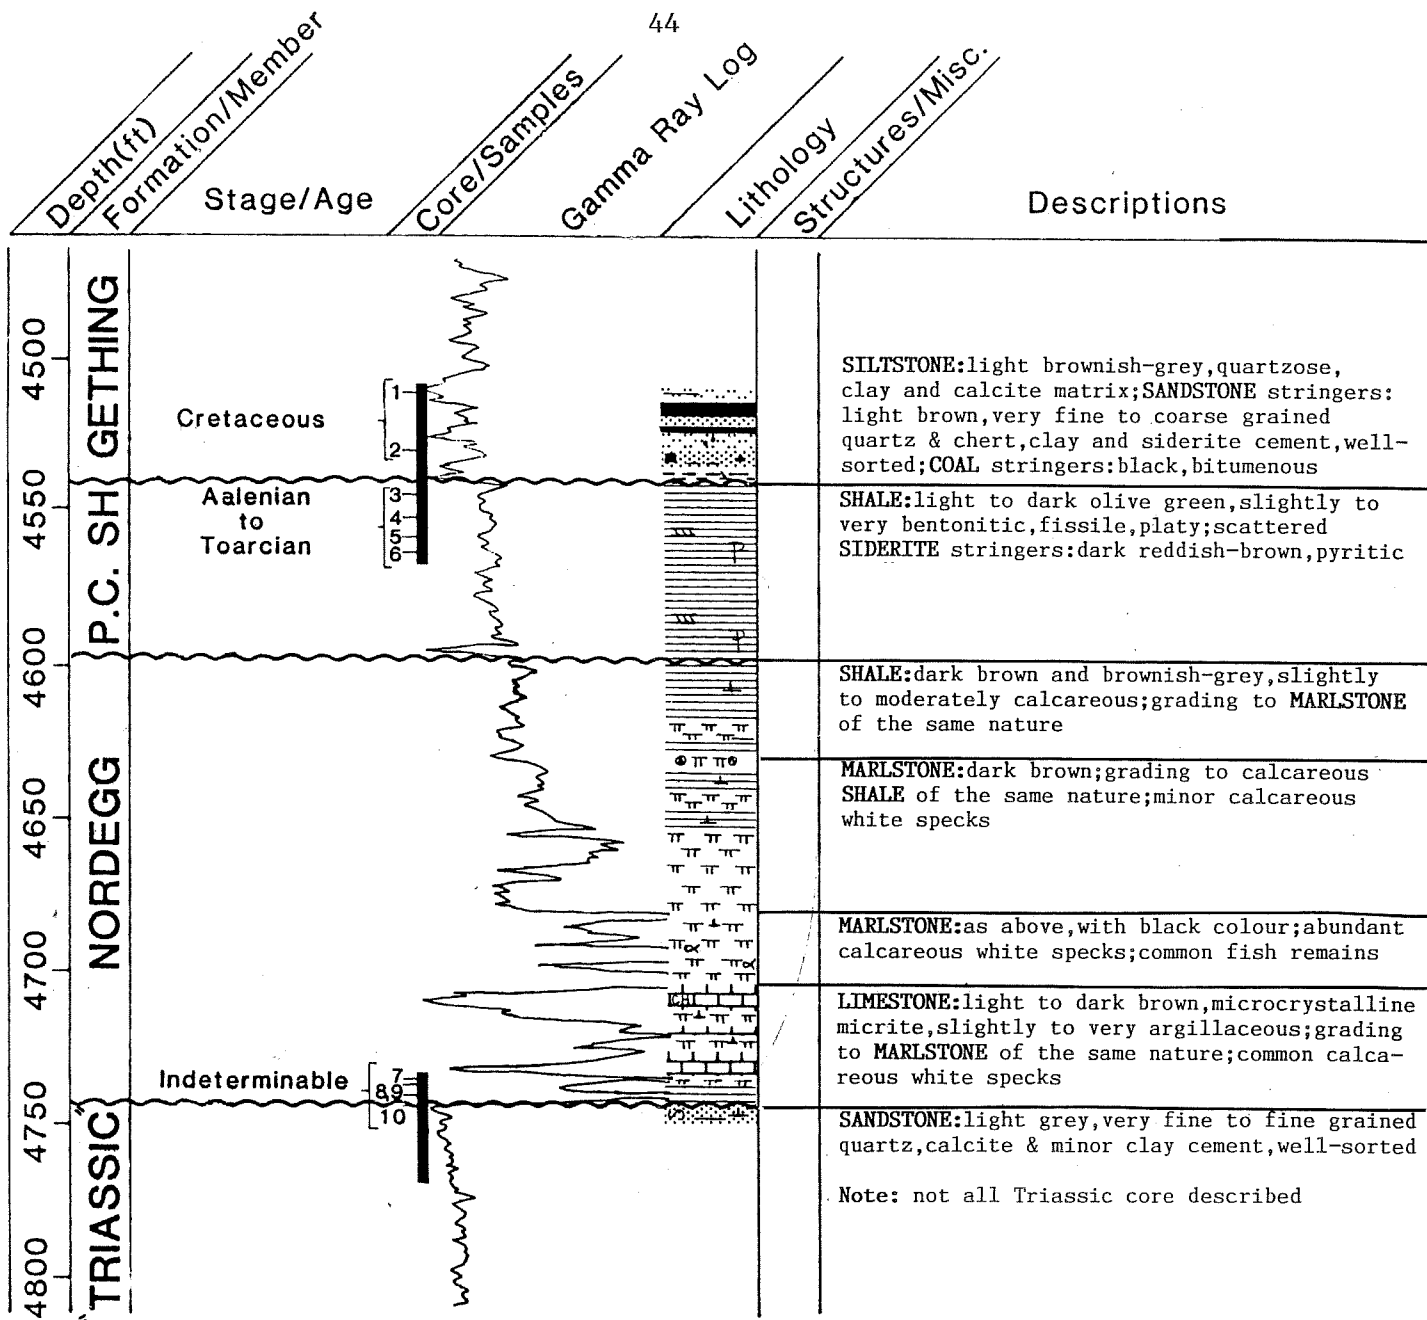 44
Depth(ft)
Formation/Member
Stage/Age
Core/Samples
Gamma Ray Log
Lithology
Structures/Misc.
Descriptions
4500
4550
4600
4650
4700
4750
4800
GETHING
P.C. SH
NORDEGG
TRIASSIC
Cretaceous
Aalenian
to
Toarcian
Indeterminable
1
2
3
4
5
6
7
8,9
10
CH
SILTSTONE:light brownish-grey,quartzose,
clay and calcite matrix;SANDSTONE stringers:
light brown,very fine to coarse grained
quartz & chert,clay and siderite cement,well-
sorted;COAL stringers:black,bitumenous
SHALE:light to dark olive green,slightly to
very bentonitic,fissile,platy;scattered
SIDERITE stringers:dark reddish-brown,pyritic
SHALE:dark brown and brownish-grey,slightly
to moderately calcareous;grading to MARLSTONE
of the same nature
MARLSTONE:dark brown;grading to calcareous
SHALE of the same nature;minor calcareous
white specks
MARLSTONE:as above,with black colour;abundant
calcareous white specks;common fish remains
LIMESTONE:light to dark brown,microcrystalline
micrite,slightly to very argillaceous;grading
to MARLSTONE of the same nature;common calca-
reous white specks
SANDSTONE:light grey,very fine to fine grained
quartz,calcite & minor clay cement,well-sorted
Note: not all Triassic core described